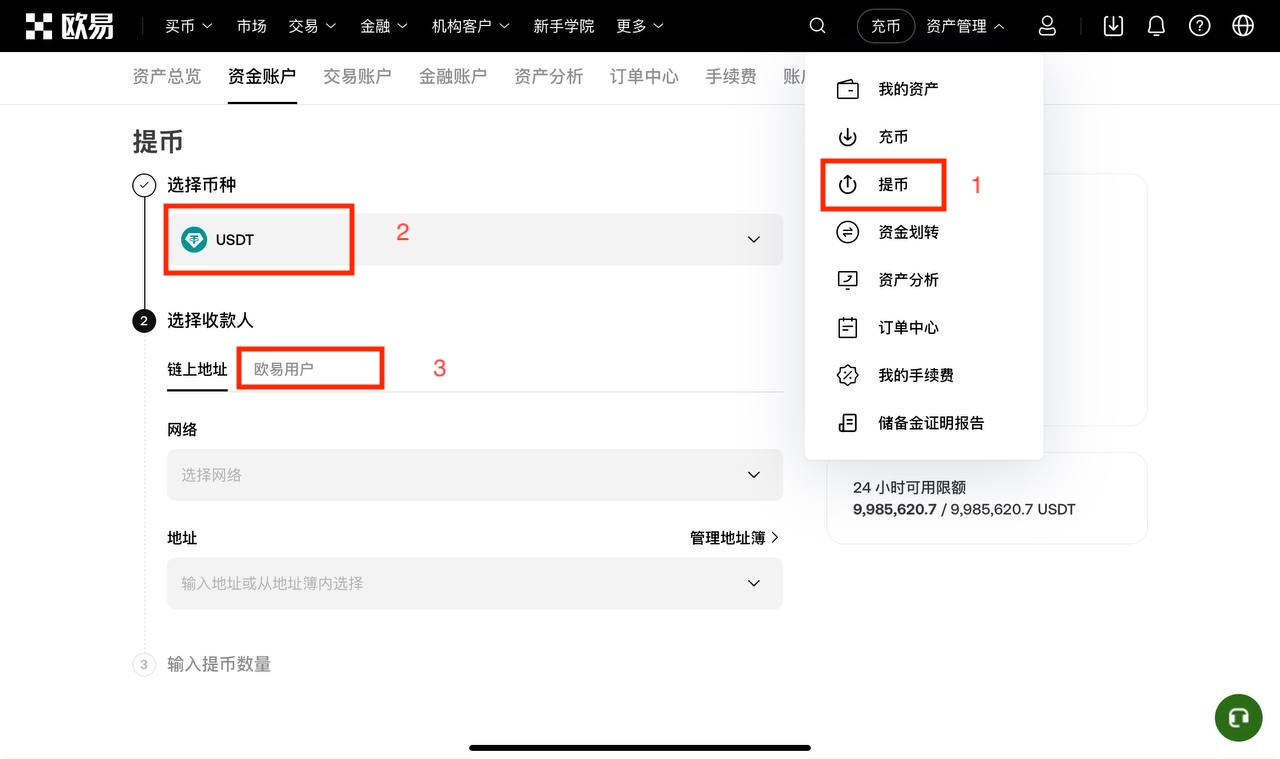 欧易 买币 市场 交易 金融 机构客户 新手学院 更多 充币 资产管理
资产总览 资金账户 交易账户 金融账户 资产分析 订单中心 手续费
我的资产
提币
充币
选择币种
提币 1
USDT 2
资金划转
资产分析
2 选择收款人
订单中心
链上地址 欧易用户 3
我的手续费
网络
储备金证明报告
选择网络
24 小时可用限额
9,985,620.7 / 9,985,620.7 USDT
地址 管理地址簿
输入地址或从地址簿内选择
3 输入提币数量